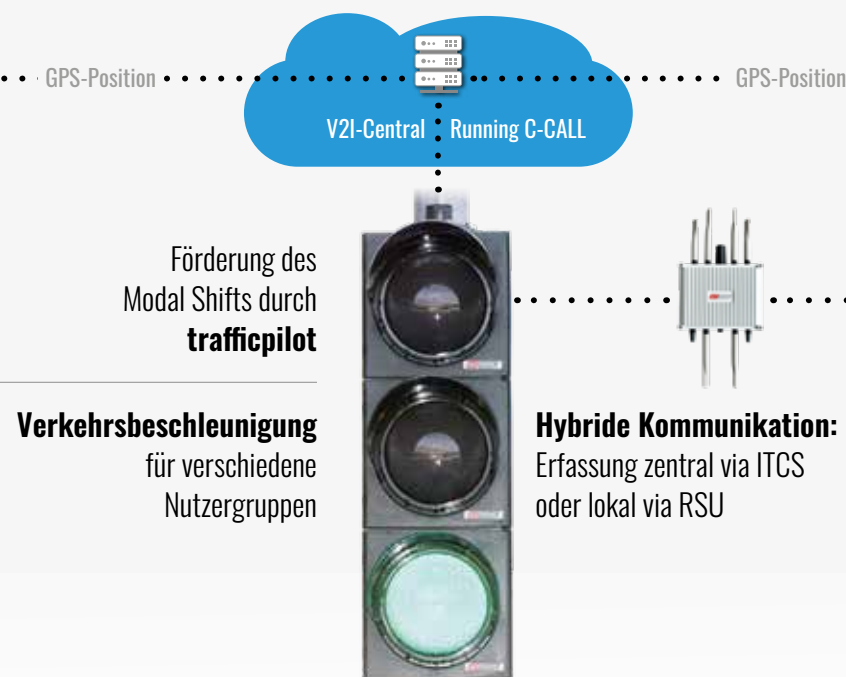 GPS-Position
GPS-Position
V2I-Central
Running C-CALL
Förderung des
Modal Shifts durch
trafficpilot
Verkehrsbeschleunigung
für verschiedene
Nutzergruppen
Hybride Kommunikation:
Erfassung zentral via ITCS
oder lokal via RSU